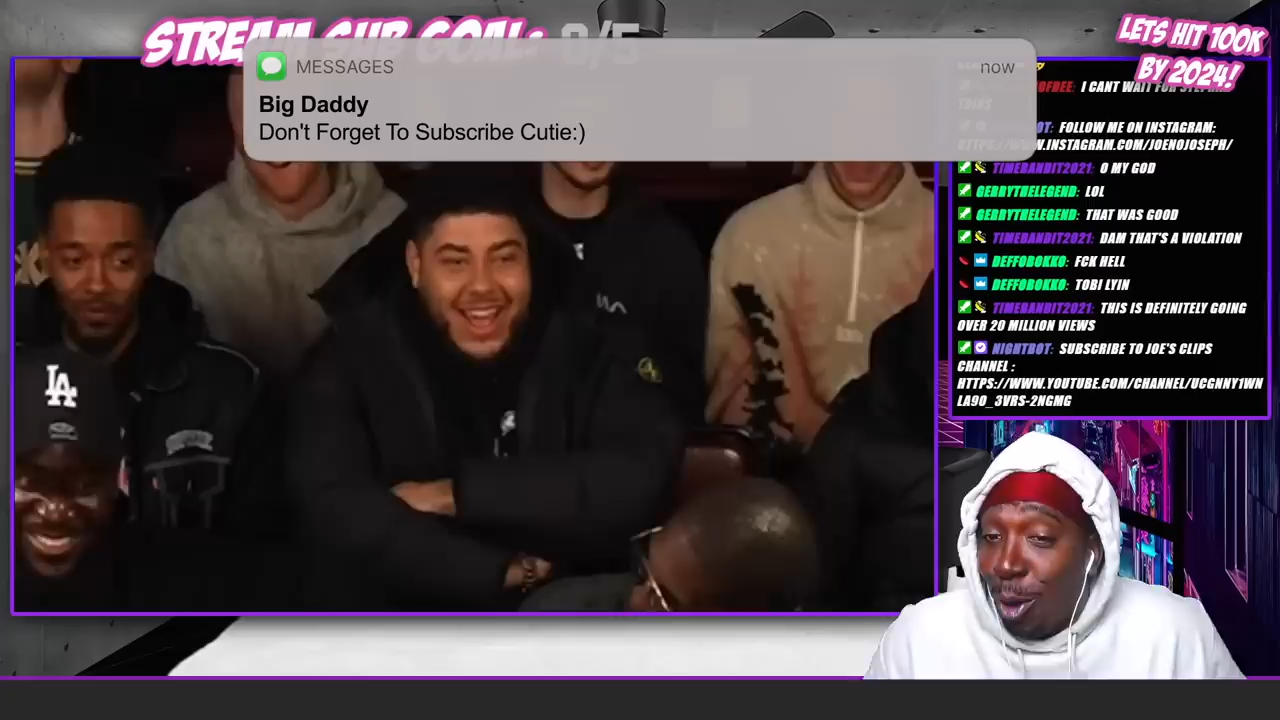 STREAM SUB GOAL: 0/5
LETS HIT 100K
BY 2024!
MESSAGES
now
Big Daddy
Don't Forget To Subscribe Cutie:)
I CANT WAIT FOR
FOLLOW ME ON INSTAGRAM:
HTTPS://WWW.INSTAGRAM.COM/JOENOJOSEPH/
TIMEBANDIT2021: O MY GOD
GERRYTHELEGEND: LOL
GERRYTHELEGEND: THAT WAS GOOD
TIMEBANDIT2021: DAM THAT'S A VIOLATION
DEFFOBOKKO: FCK HELL
DEFFOBOKKO: TOBI LYIN
TIMEBANDIT2021: THIS IS DEFINITELY GOING
OVER 20 MILLION VIEWS
NIGHTBOT: SUBSCRIBE TO JOE'S CLIPS
CHANNEL :
HTTPS://WWW.YOUTUBE.COM/CHANNEL/UCGNNY1WN
LA9O_3VRS-2NGMG
LA